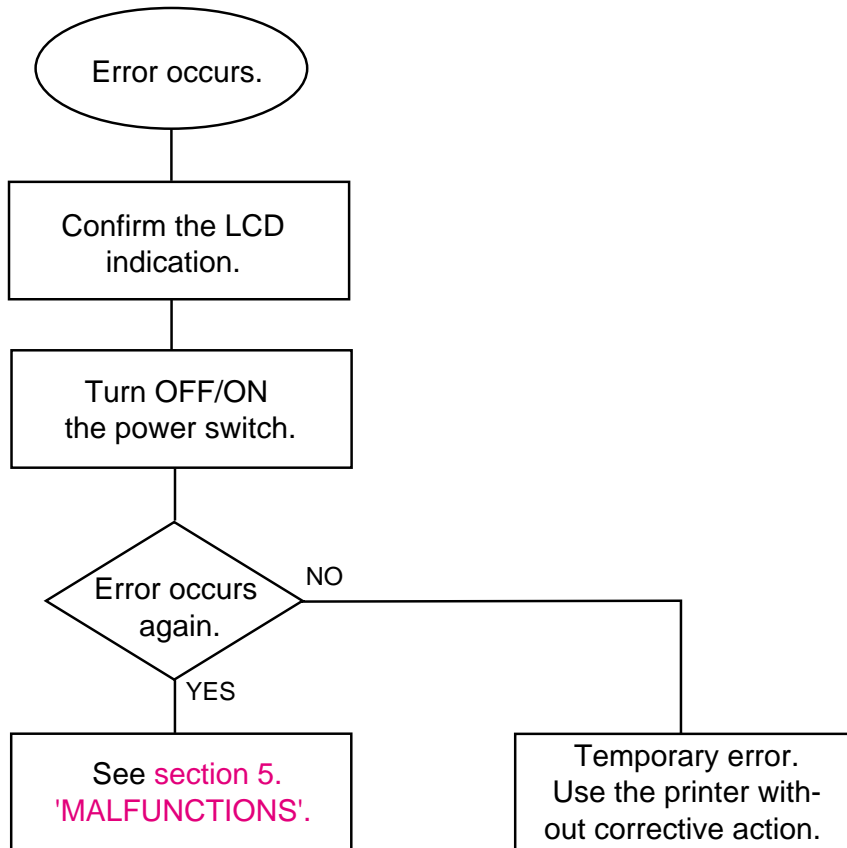 Error occurs.
Confirm the LCD
indication.
Turn OFF/ON
the power switch.
Error occurs
again.
NO
YES
See section 5.
'MALFUNCTIONS'.
Temporary error.
Use the printer with-
out corrective action.